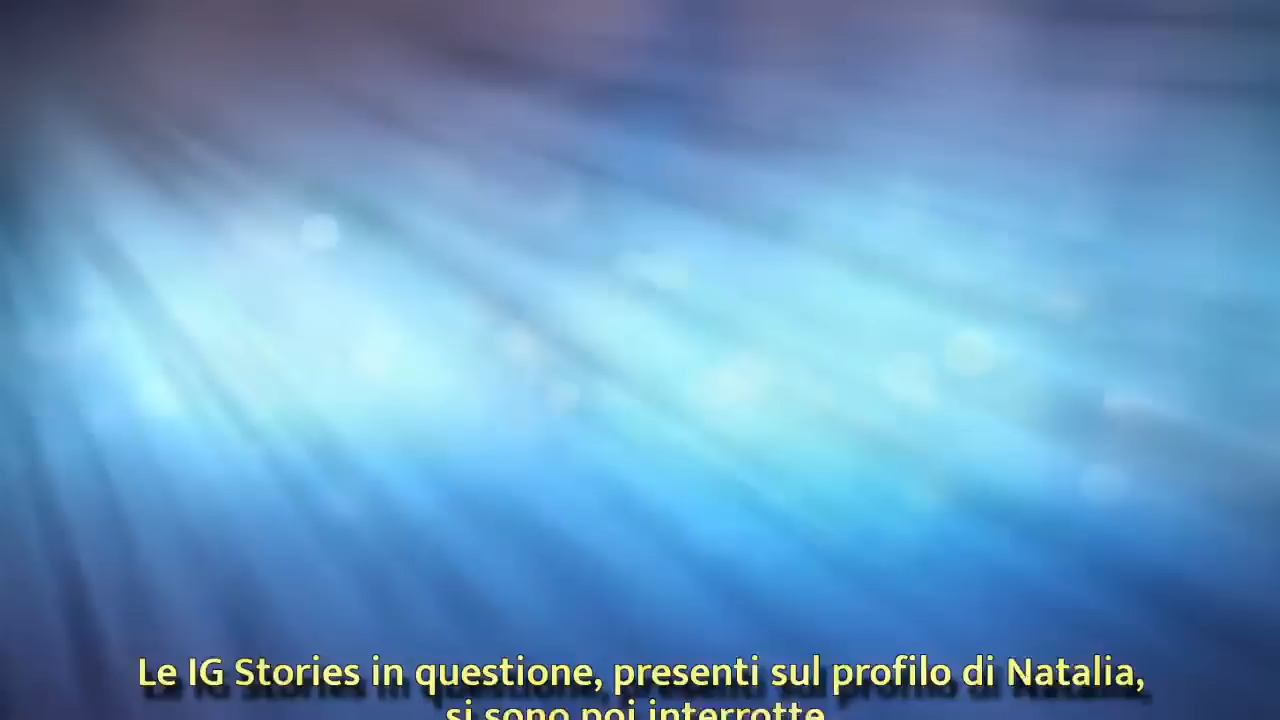 Le IG Stories in questione, presenti sul profilo di Natalia,
si sono poi interrotte